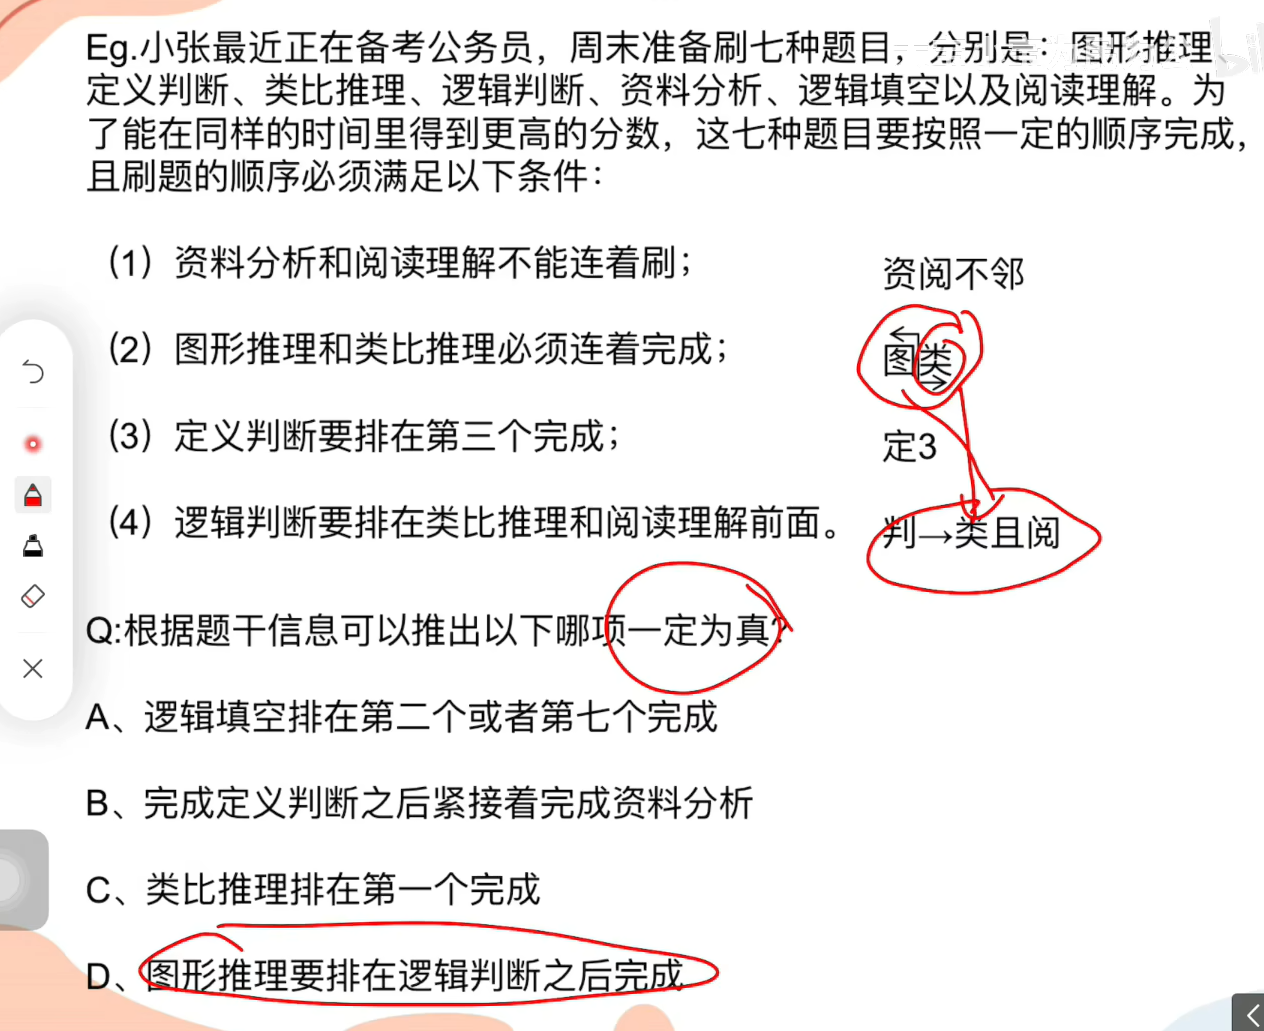 Eg.小张最近正在备考公务员，周末准备刷七种题目，分别是：图形推理、
定义判断、类比推理、逻辑判断、资料分析、逻辑填空以及阅读理解。为
了能在同样的时间里得到更高的分数，这七种题目要按照一定的顺序完成，
且刷题的顺序必须满足以下条件：
（1）资料分析和阅读理解不能连着刷；
资阅不邻
（2）图形推理和类比推理必须连着完成；
←
图类
→
（3）定义判断要排在第三个完成；
定3
（4）逻辑判断要排在类比推理和阅读理解前面。
判→类且阅
Q:根据题干信息可以推出以下哪项一定为真？
A、逻辑填空排在第二个或者第七个完成
B、完成定义判断之后紧接着完成资料分析
C、类比推理排在第一个完成
D、图形推理要排在逻辑判断之后完成